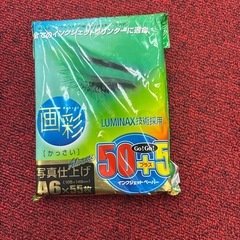 全てのインクジェットプリンターに最適
画彩
[がっさい]
LUMINAX技術採用
Go!Go!
50+5
プラス
インクジェットペーパー
写真仕上げ
A6×55枚